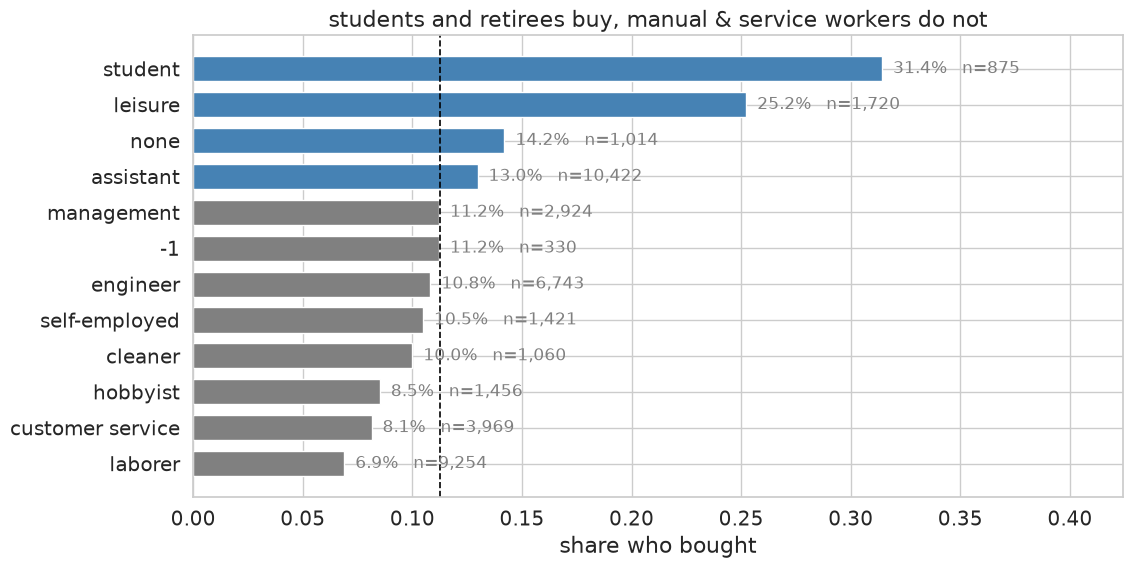 students and retirees buy, manual & service workers do not
student 31.4% n=875
leisure 25.2% n=1,720
none 14.2% n=1,014
assistant 13.0% n=10,422
management 11.2% n=2,924
-1 11.2% n=330
engineer 10.8% n=6,743
self-employed 10.5% n=1,421
cleaner 10.0% n=1,060
hobbyist 8.5% n=1,456
customer service 8.1% n=3,969
laborer 6.9% n=9,254
0.00 0.05 0.10 0.15 0.20 0.25 0.30 0.35 0.40
share who bought